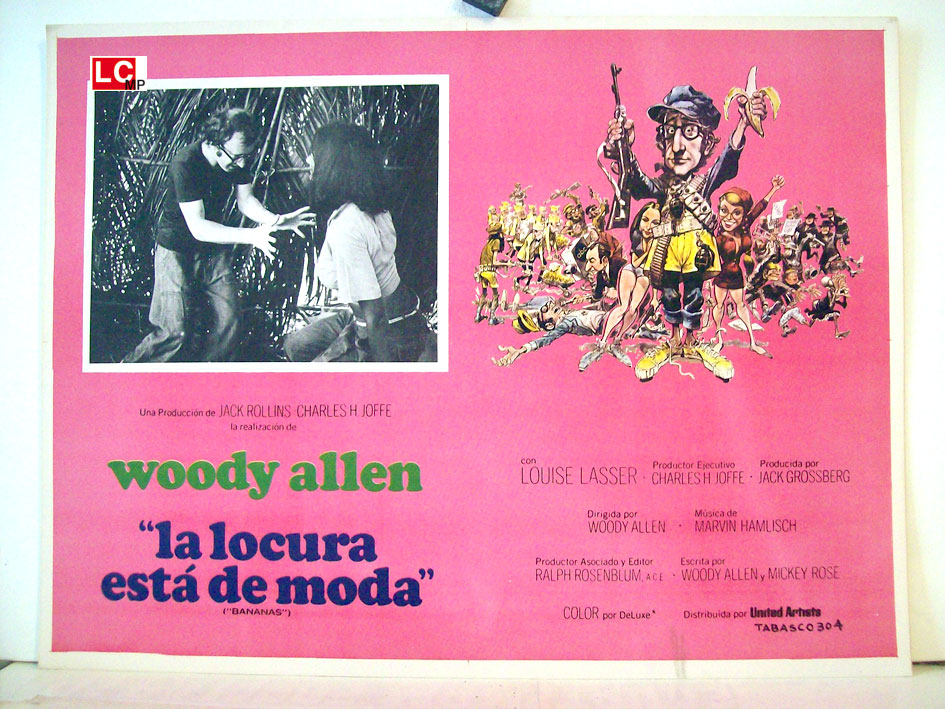 LC
MP
Una Producción de JACK ROLLINS · CHARLES H. JOFFE
la realización de
woody allen
“la locura
está de moda”
("BANANAS")
con
LOUISE LASSER ·
Productor Ejecutivo
CHARLES H. JOFFE ·
Producida por
JACK GROSSBERG
Dirigida por
WOODY ALLEN ·
Música de
MARVIN HAMLISCH
Productor Asociado y Editor
RALPH ROSENBLUM, A.C.E. ·
Escrita por
WOODY ALLEN y MICKEY ROSE
COLOR por DeLuxe
Distribuida por United Artists
TABASCO 304